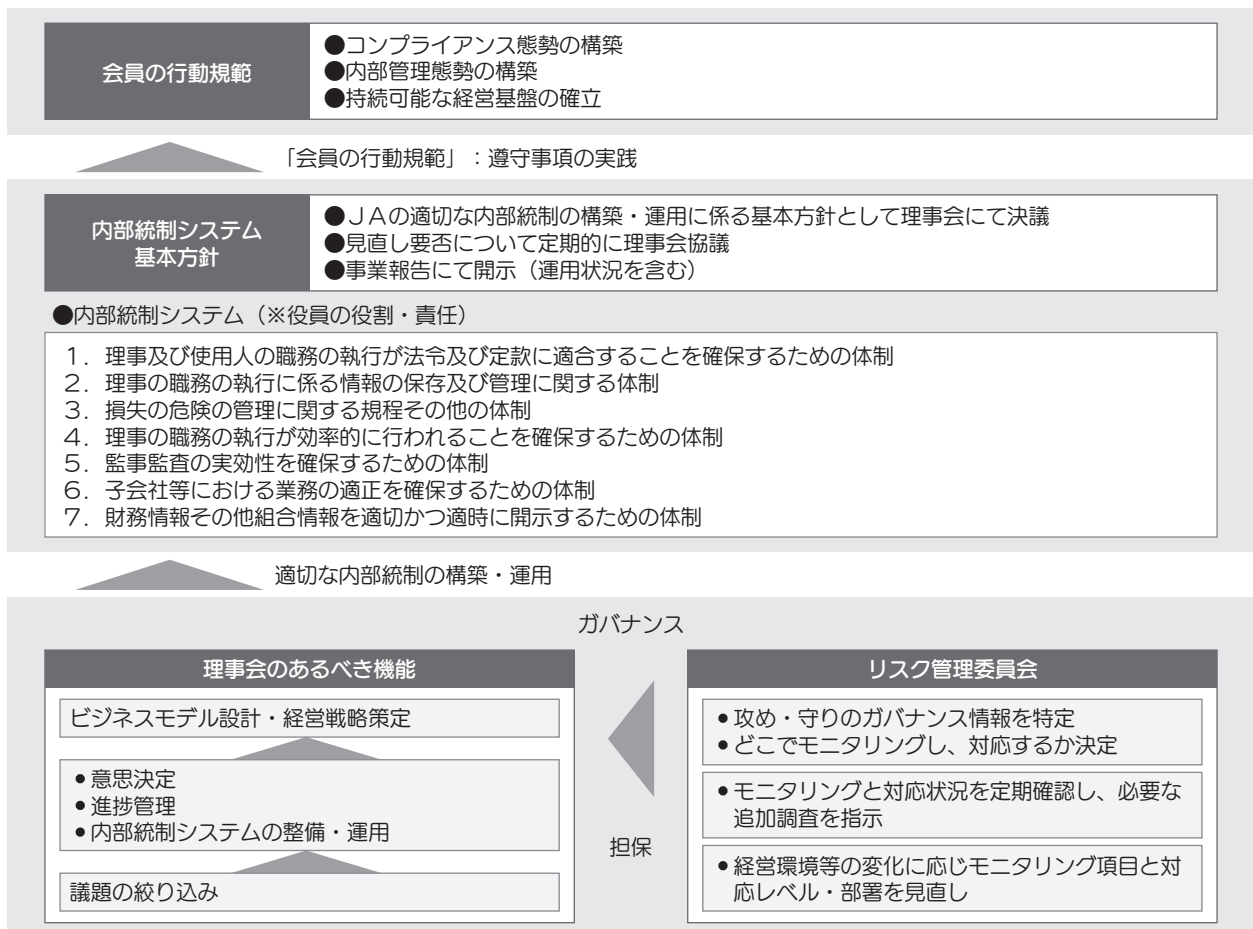 会員の行動規範
●コンプライアンス態勢の構築
●内部管理態勢の構築
●持続可能な経営基盤の確立
「会員の行動規範」：遵守事項の実践
内部統制システム
基本方針
●ＪＡの適切な内部統制の構築・運用に係る基本方針として理事会にて決議
●見直し要否について定期的に理事会協議
●事業報告にて開示（運用状況を含む）
●内部統制システム（※役員の役割・責任）
１．理事及び使用人の職務の執行が法令及び定款に適合することを確保するための体制
２．理事の職務の執行に係る情報の保存及び管理に関する体制
３．損失の危険の管理に関する規程その他の体制
４．理事の職務の執行が効率的に行われることを確保するための体制
５．監事監査の実効性を確保するための体制
６．子会社等における業務の適正を確保するための体制
７．財務情報その他組合情報を適切かつ適時に開示するための体制
適切な内部統制の構築・運用
ガバナンス
理事会のあるべき機能
ビジネスモデル設計・経営戦略策定
●意思決定
●進捗管理
●内部統制システムの整備・運用
議題の絞り込み
担保
リスク管理委員会
●攻め・守りのガバナンス情報を特定
●どこでモニタリングし、対応するか決定
●モニタリングと対応状況を定期確認し、必要な
追加調査を指示
●経営環境等の変化に応じモニタリング項目と対
応レベル・部署を見直し